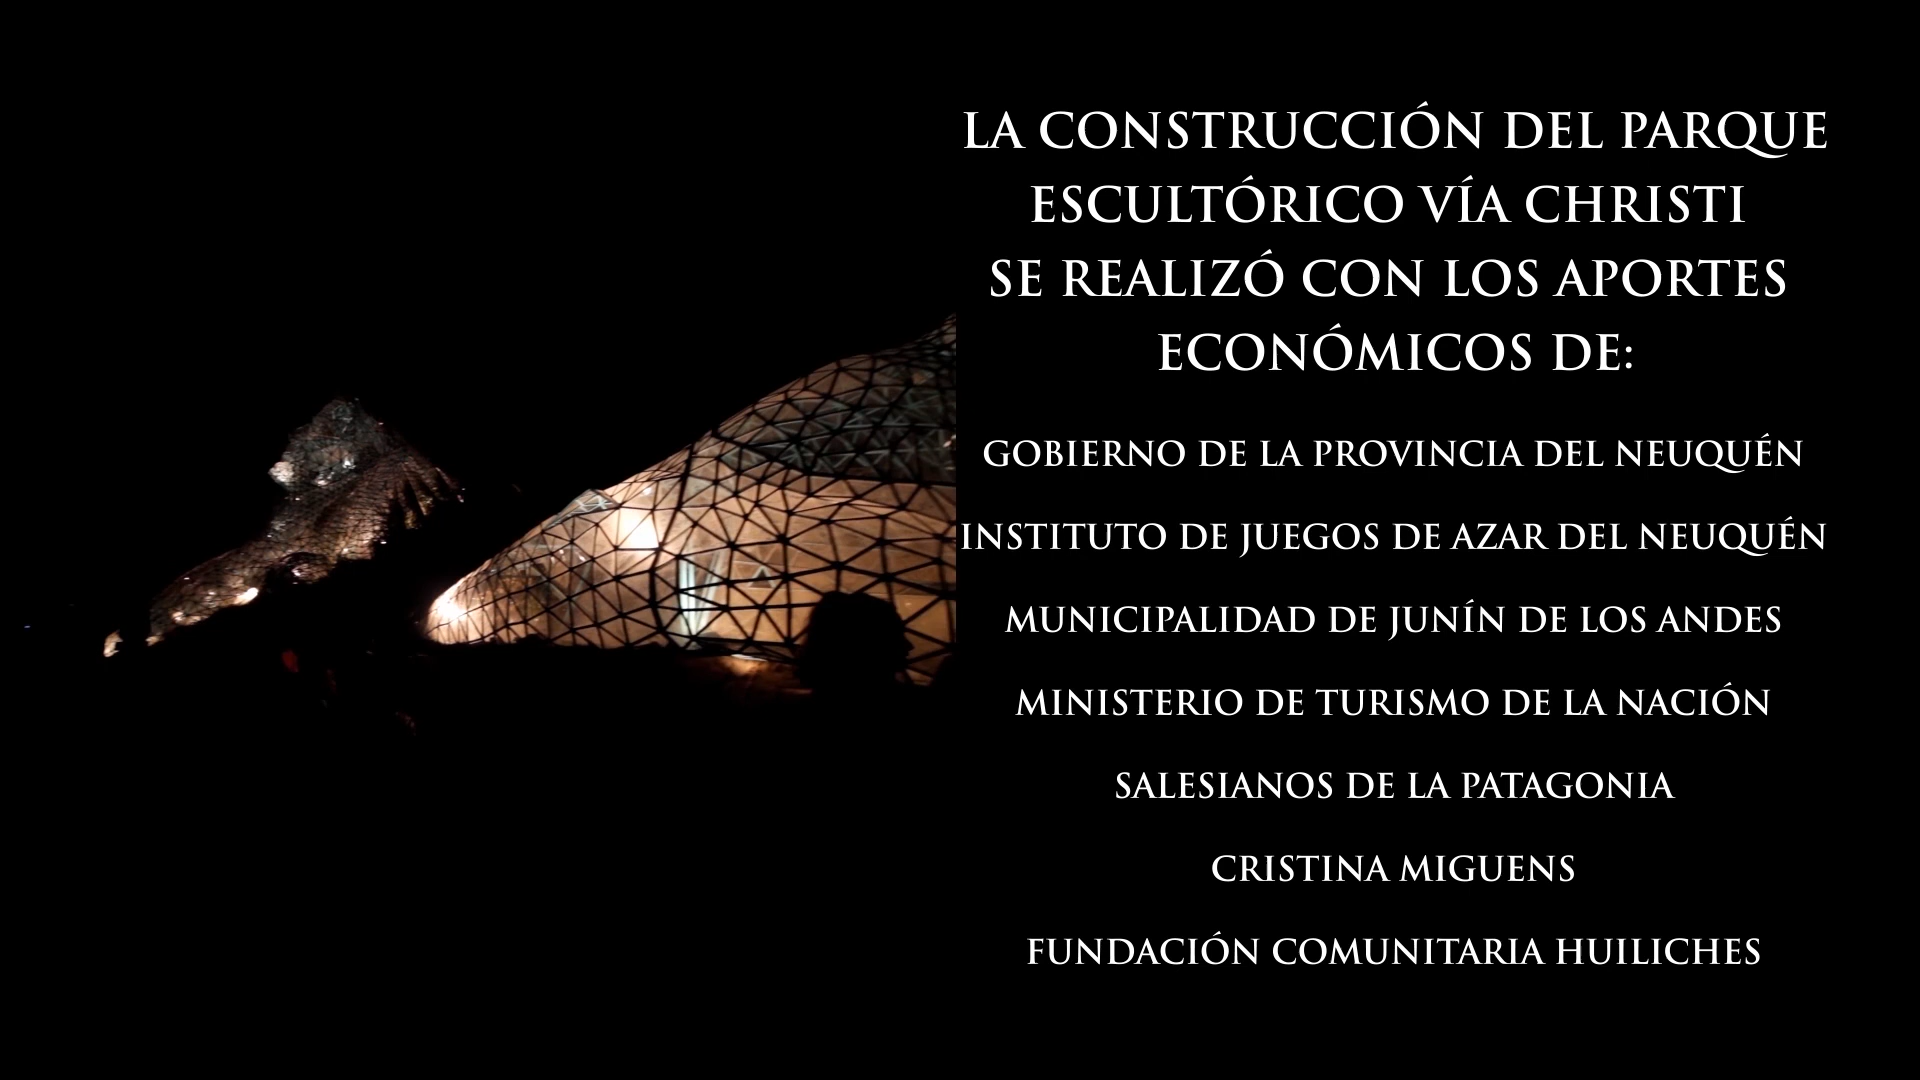 LA CONSTRUCCIÓN DEL PARQUE
ESCULTÓRICO VÍA CHRISTI
SE REALIZÓ CON LOS APORTES
ECONÓMICOS DE:
GOBIERNO DE LA PROVINCIA DEL NEUQUÉN
INSTITUTO DE JUEGOS DE AZAR DEL NEUQUÉN
MUNICIPALIDAD DE JUNÍN DE LOS ANDES
MINISTERIO DE TURISMO DE LA NACIÓN
SALESIANOS DE LA PATAGONIA
CRISTINA MIGUENS
FUNDACIÓN COMUNITARIA HUILICHES